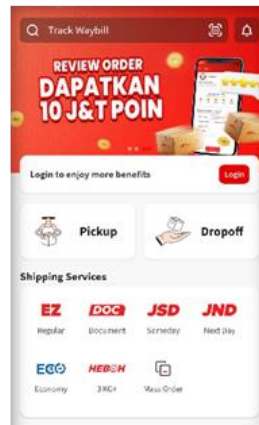 Track Waybill
REVIEW ORDER
DAPATKAN
10 J&T POIN
Login to enjoy more benefits
Login
Pickup
Dropoff
Shipping Services
EZ
DOC
JSD
JND
Regular
Document
Sameday
Next Day
ECO
HEBOH
Economy
3 KG+
Mass Order